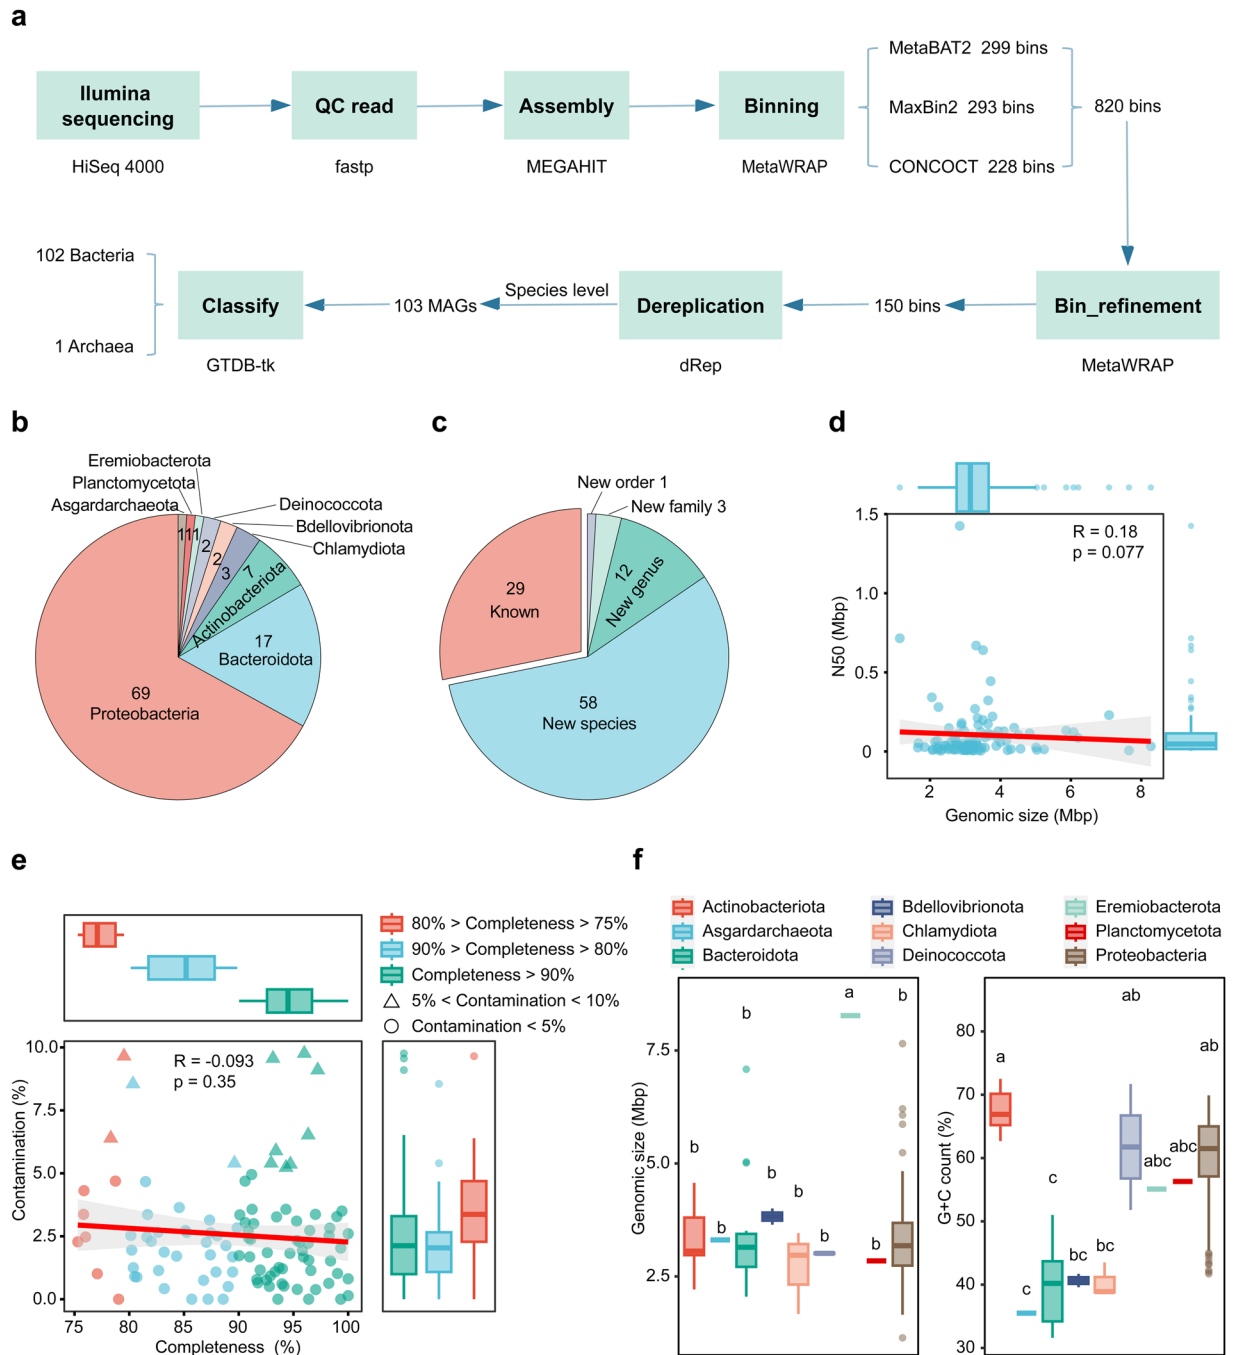 a
Ilumina
sequencing
HiSeq 4000
QC read
fastp
Assembly
MEGAHIT
Binning
MetaWRAP
MetaBAT2 299 bins
MaxBin2 293 bins
CONCOCT 228 bins
820 bins
102 Bacteria
1 Archaea
Classify
GTDB-tk
103 MAGs
Species level
Dereplication
dRep
150 bins
Bin_refinement
MetaWRAP
b
Eremiobacterota
Planctomycetota
Asgardarchaeota
Deinococcota
Bdellovibrionota
Chlamydiota
1
1
1
2
2
3
7
Actinobacteriota
17
Bacteroidota
69
Proteobacteria
c
New order 1
New family 3
12
New genus
29
Known
58
New species
d
R = 0.18
p = 0.077
N50 (Mbp)
1.5
1.0
0.5
0
2
4
6
8
Genomic size (Mbp)
e
80% > Completeness > 75%
90% > Completeness > 80%
Completeness > 90%
5% < Contamination < 10%
Contamination < 5%
R = -0.093
p = 0.35
Contamination (%)
10.0
7.5
5.0
2.5
0.0
75
80
85
90
95
100
Completeness (%)
f
Actinobacteriota
Bdellovibrionota
Eremiobacterota
Asgardarchaeota
Chlamydiota
Planctomycetota
Bacteroidota
Deinococcota
Proteobacteria
Genomic size (Mbp)
7.5
5.0
2.5
b
b
b
b
b
b
a
b
b
G+C count (%)
80
70
60
50
40
30
a
c
c
bc
bc
ab
abc
abc
ab